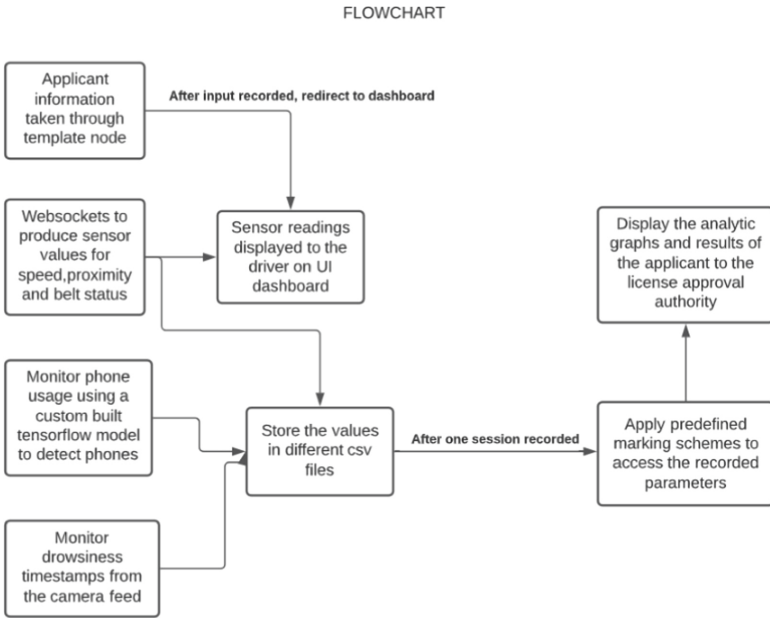 FLOWCHART
Applicant
information
taken through
template node
After input recorded, redirect to dashboard
Websockets to
produce sensor
values for
speed,proximity
and belt status
Sensor readings
displayed to the
driver on UI
dashboard
Display the analytic
graphs and results of
the applicant to the
license approval
authority
Monitor phone
usage using a
custom built
tensorflow model
to detect phones
Store the values
in different csv
files
After one session recorded
Apply predefined
marking schemes to
access the recorded
parameters
Monitor
drowsiness
timestamps from
the camera feed